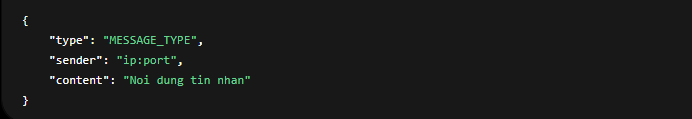 {
    "type": "MESSAGE_TYPE",
    "sender": "ip:port",
    "content": "Noi dung tin nhan"
}